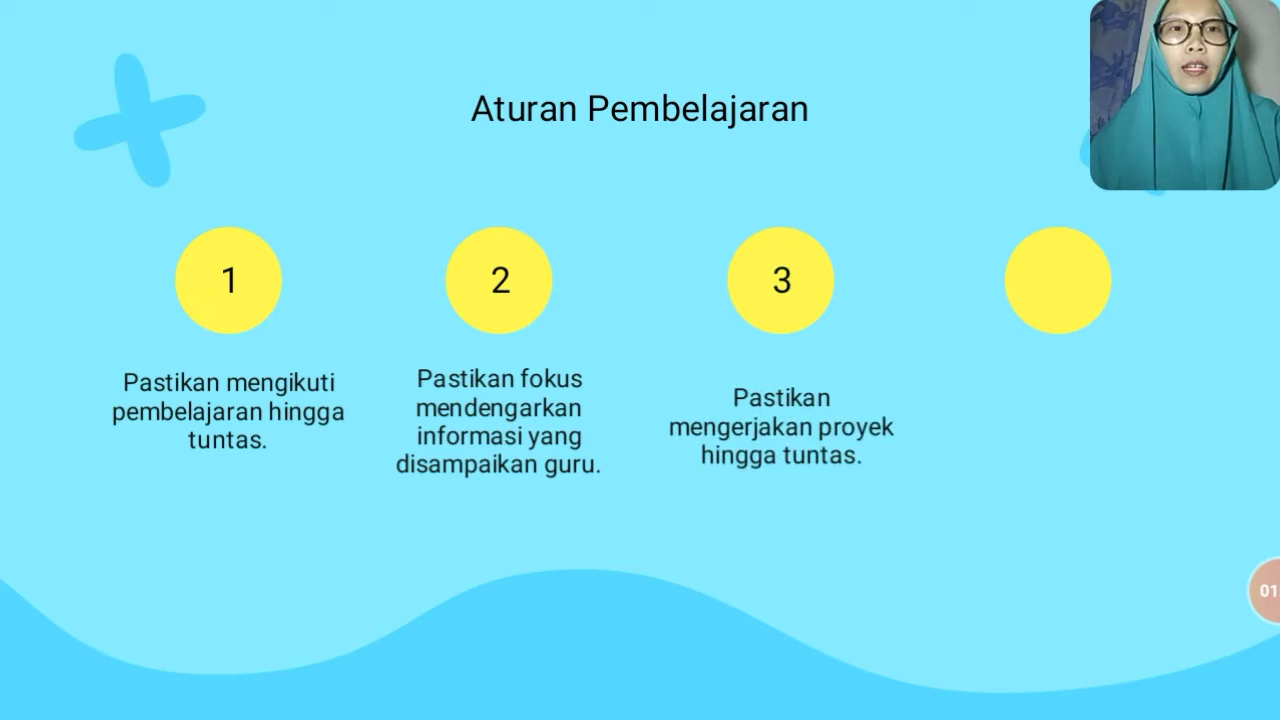 Aturan Pembelajaran
1
Pastikan mengikuti
pembelajaran hingga
tuntas.
2
Pastikan fokus
mendengarkan
informasi yang
disampaikan guru.
3
Pastikan
mengerjakan proyek
hingga tuntas.
01